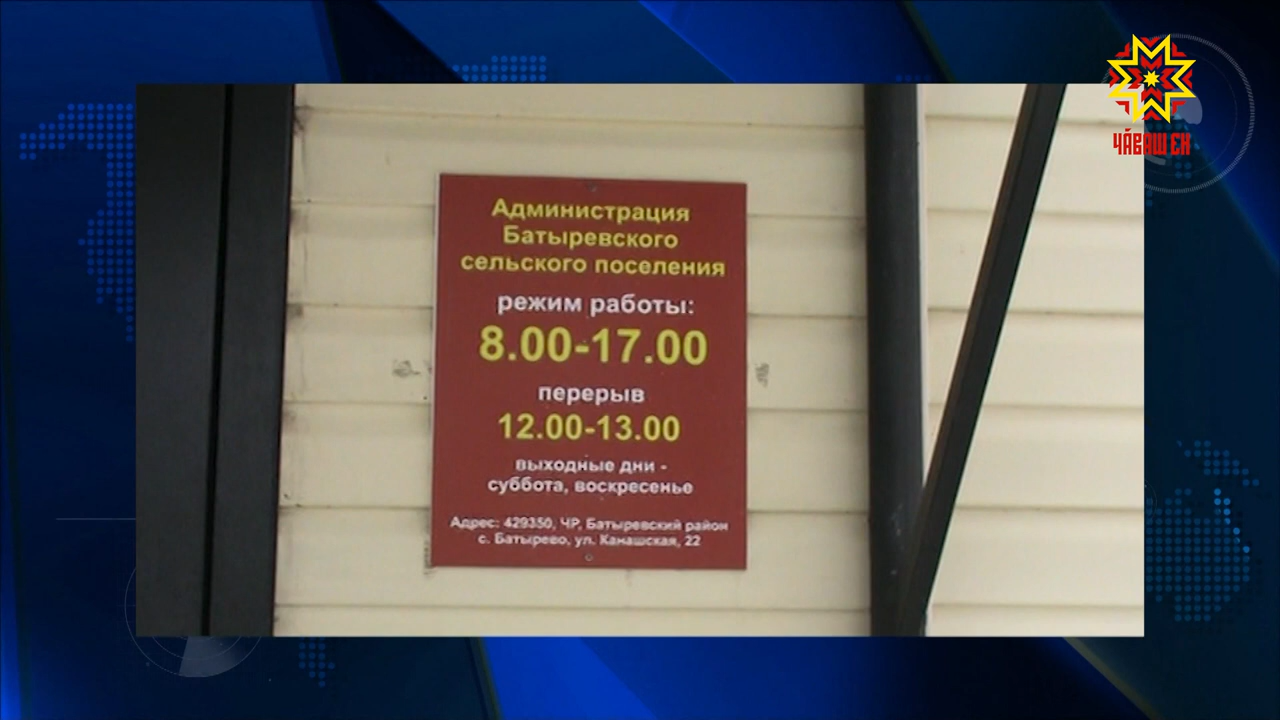 ЧĂВАШ ЕН
Администрация
Батыревского
сельского поселения
режим работы:
8.00-17.00
перерыв
12.00-13.00
выходные дни -
суббота, воскресенье
Адрес: 429350, ЧР, Батыревский район
с. Батырево, ул. Канашская, 22